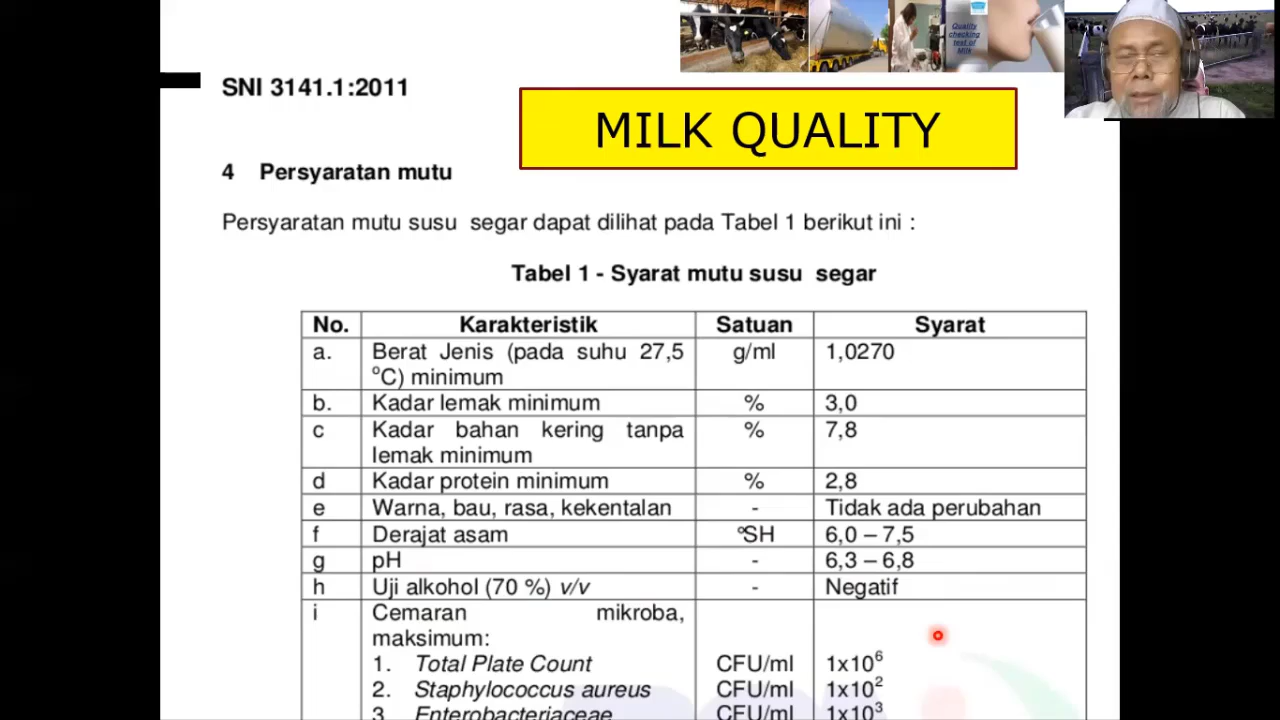 Quality
checking
test of
Milk
SNI 3141.1:2011
MILK QUALITY
4 Persyaratan mutu
Persyaratan mutu susu segar dapat dilihat pada Tabel 1 berikut ini :
Tabel 1 - Syarat mutu susu segar
No. Karakteristik Satuan Syarat
a. Berat Jenis (pada suhu 27,5 g/ml 1,0270
°C) minimum
b. Kadar lemak minimum % 3,0
c Kadar bahan kering tanpa % 7,8
lemak minimum
d Kadar protein minimum % 2,8
e Warna, bau, rasa, kekentalan - Tidak ada perubahan
f Derajat asam °SH 6,0 – 7,5
g pH - 6,3 – 6,8
h Uji alkohol (70 %) v/v - Negatif
i Cemaran mikroba,
maksimum:
1. Total Plate Count CFU/ml 1x10⁶
2. Staphylococcus aureus CFU/ml 1x10²
3. Enterobacteriaceae CFU/ml 1x10³